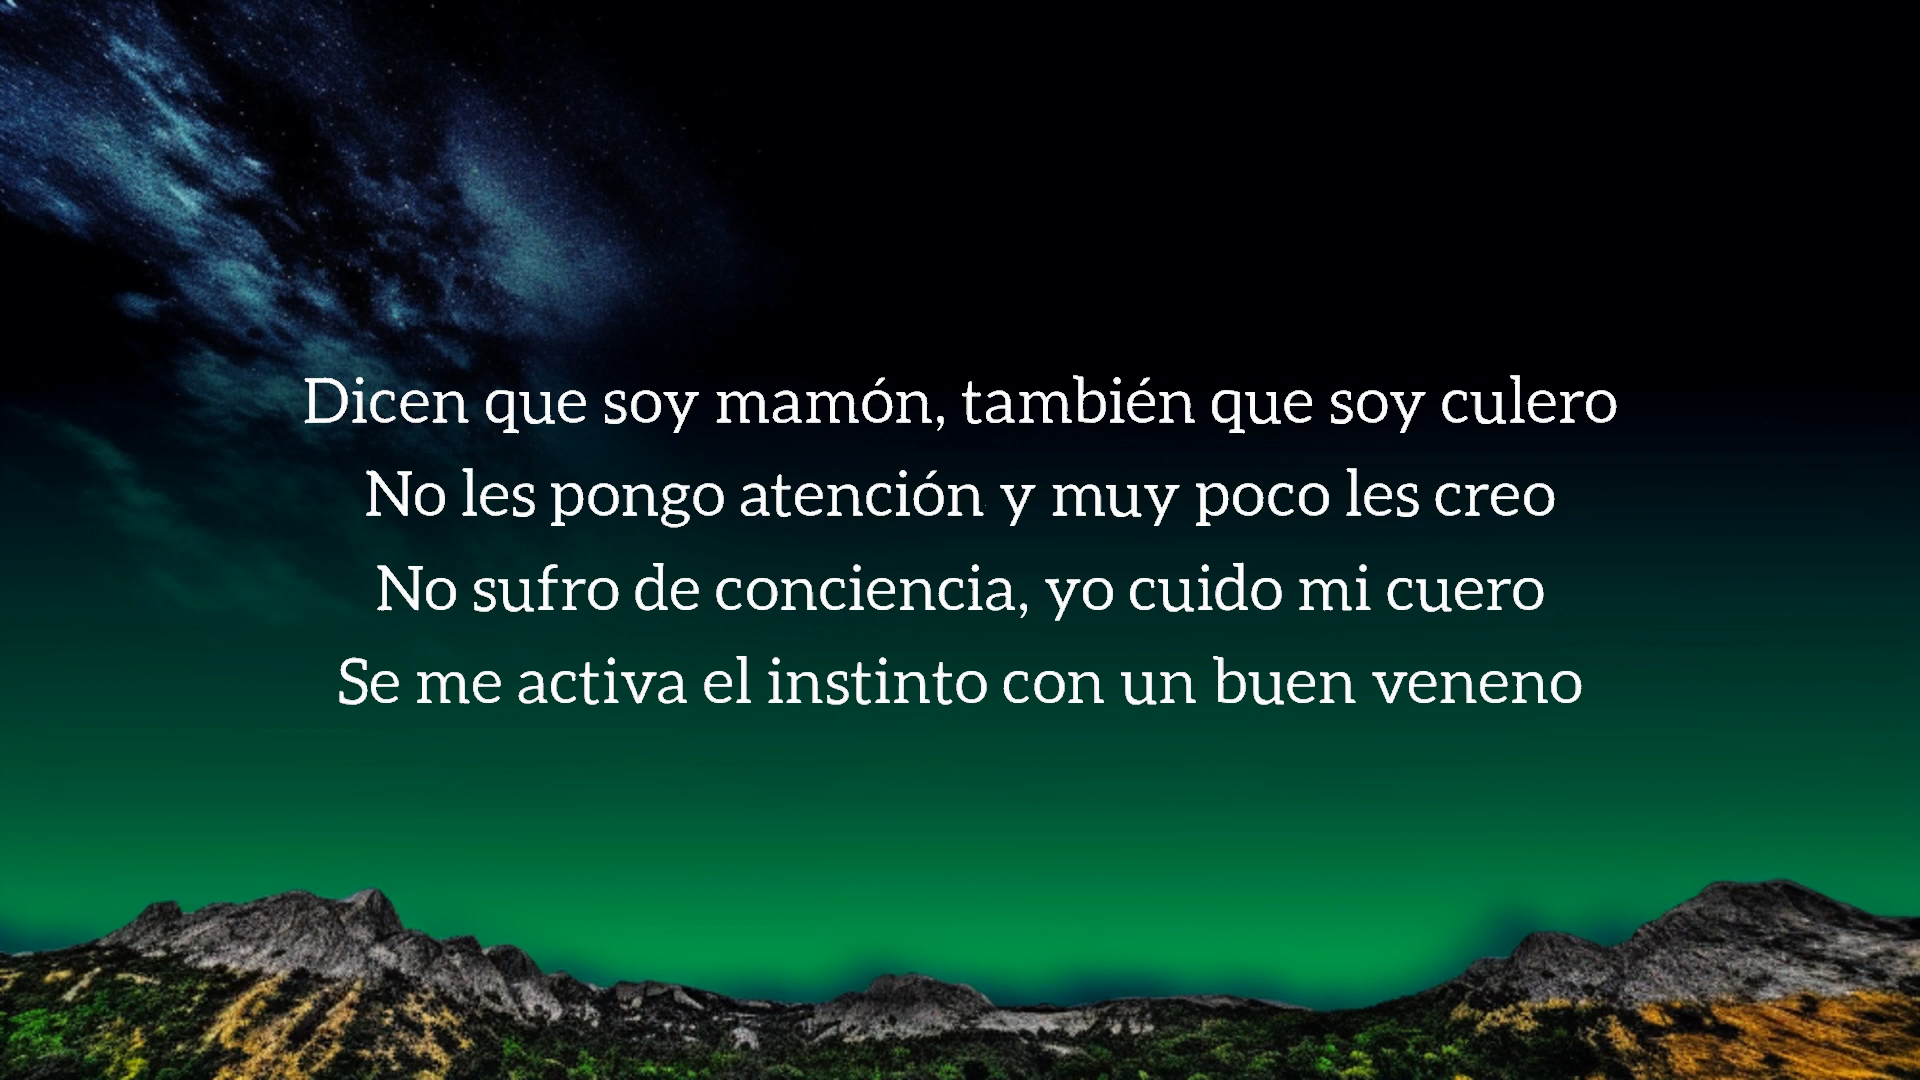 Dicen que soy mamón, también que soy culero
No les pongo atención y muy poco les creo
No sufro de conciencia, yo cuido mi cuero
Se me activa el instinto con un buen veneno